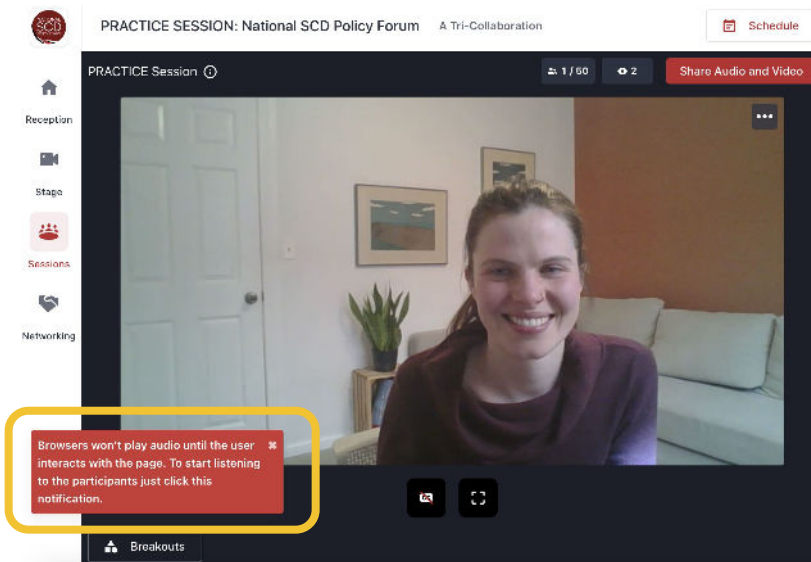 SCD
PRACTICE SESSION: National SCD Policy Forum A Tri-Collaboration
Schedule
PRACTICE Session
1 / 50
2
Share Audio and Video
Reception
Stage
Sessions
Networking
Browsers won't play audio until the user
interacts with the page. To start listening
to the participants just click this
notification.
Breakouts